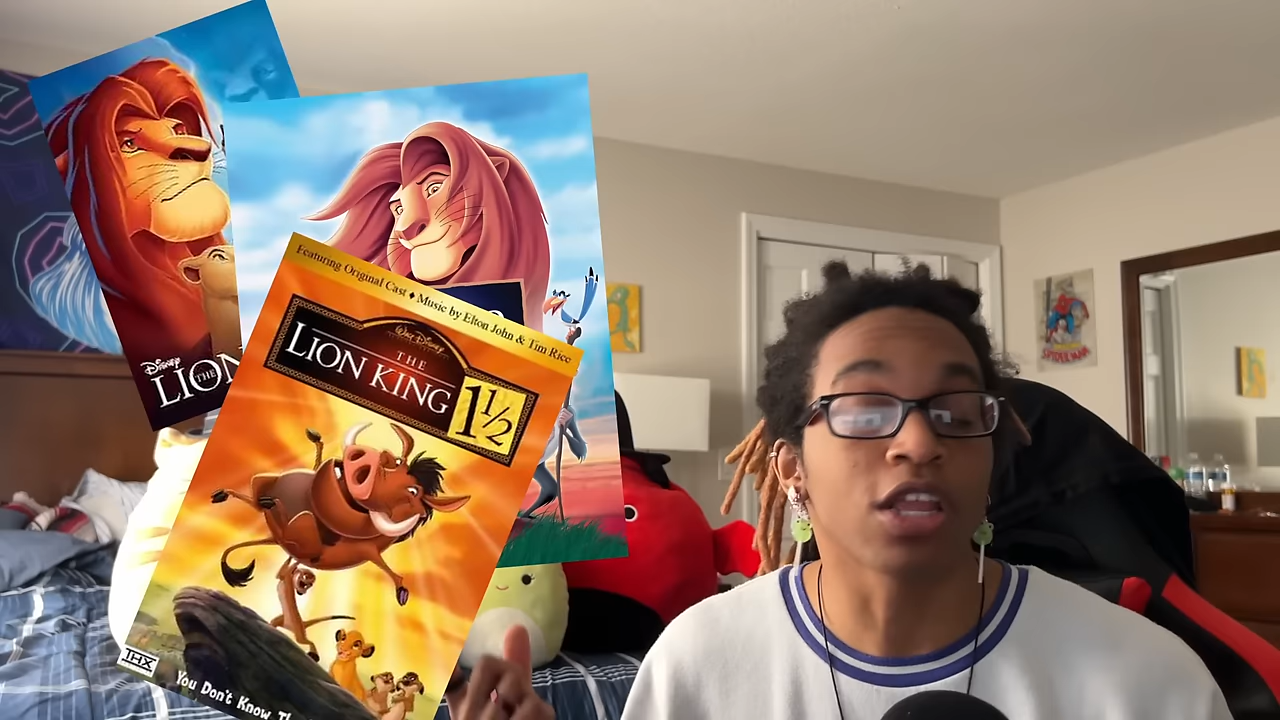 Disney
THE
LION
Featuring Original Cast ♦ Music by Elton John & Tim Rice
WALT DISNEY
THE
LION KING
1½
THX
You Don't Know
SPIDER-MAN